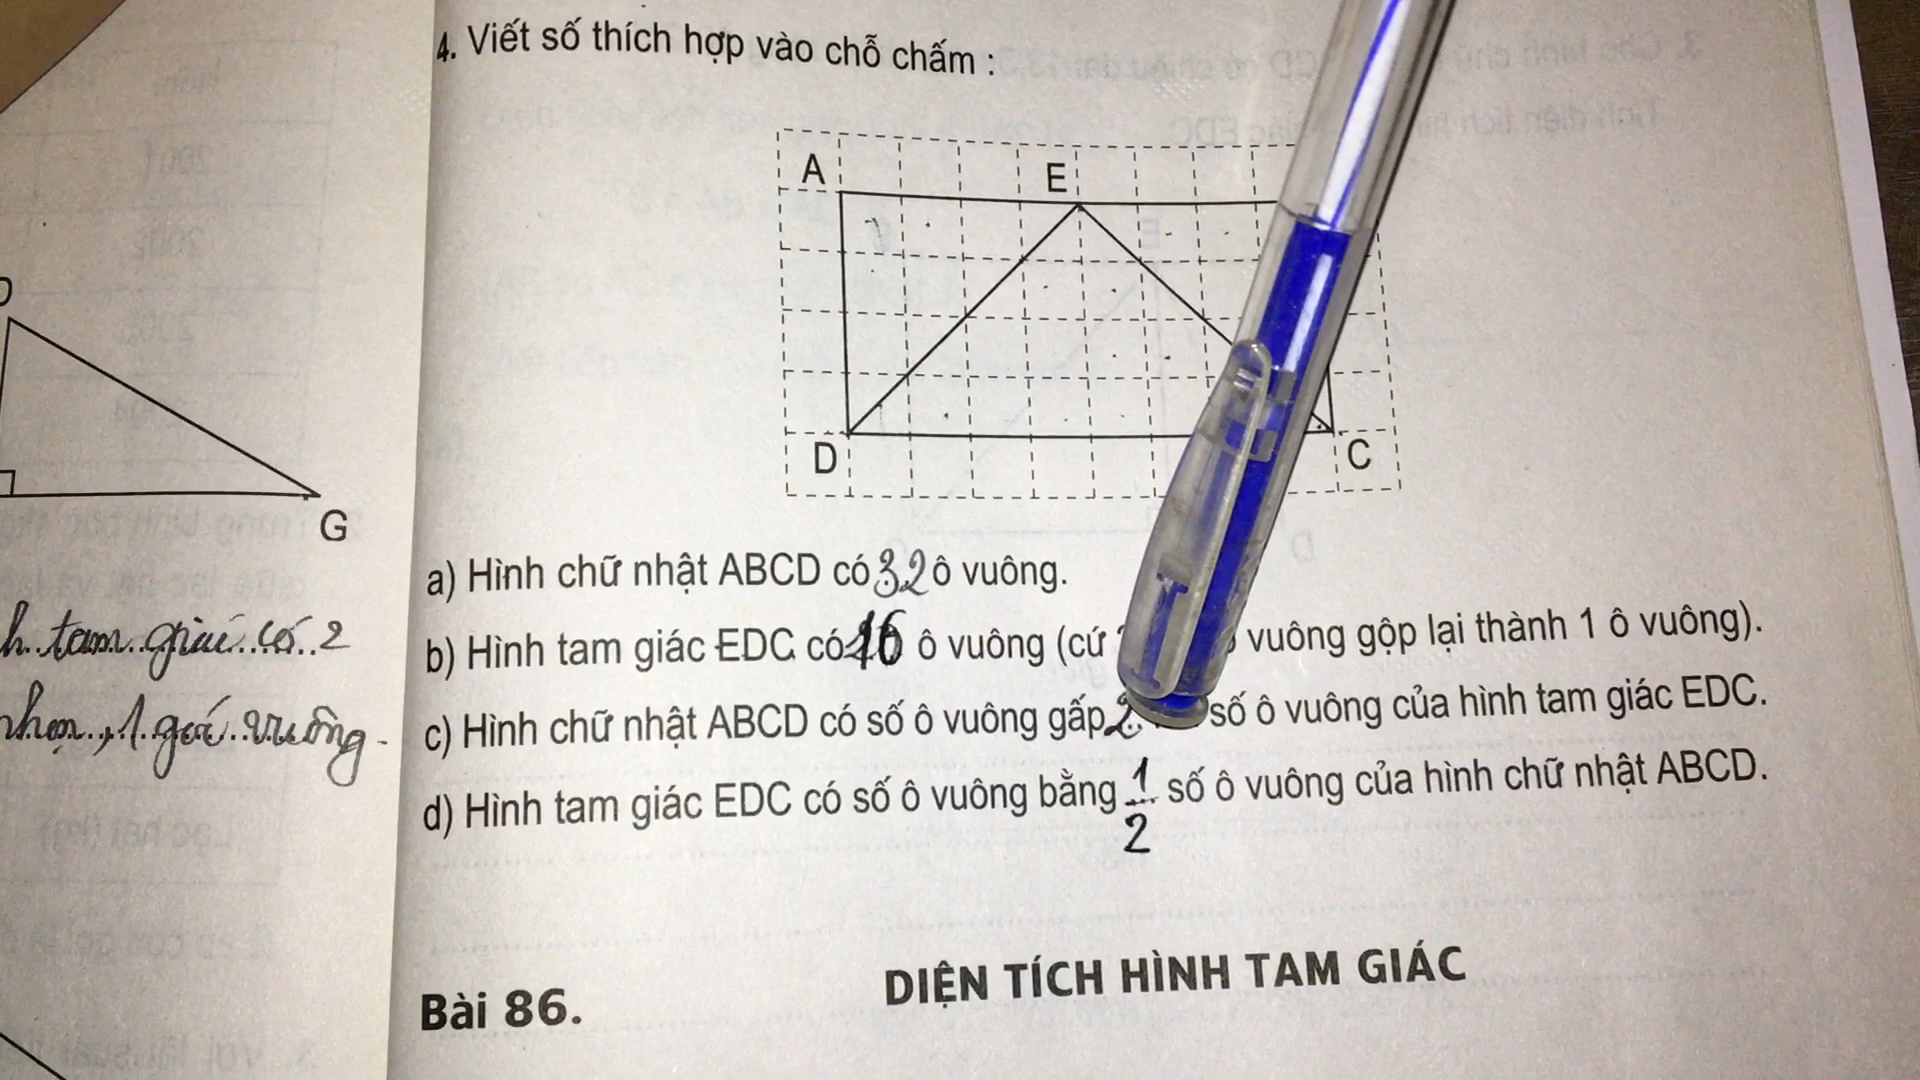 4. Viết số thích hợp vào chỗ chấm :
A
E
D
C
G
a) Hình chữ nhật ABCD có 32 ô vuông.
b) Hình tam giác EDC có 16 ô vuông (cứ vuông gộp lại thành 1 ô vuông).
c) Hình chữ nhật ABCD có số ô vuông gấp 2 số ô vuông của hình tam giác EDC.
d) Hình tam giác EDC có số ô vuông bằng 1/2 số ô vuông của hình chữ nhật ABCD.
tam giác có 2
, 1 góc vuông
Bài 86.
DIỆN TÍCH HÌNH TAM GIÁC